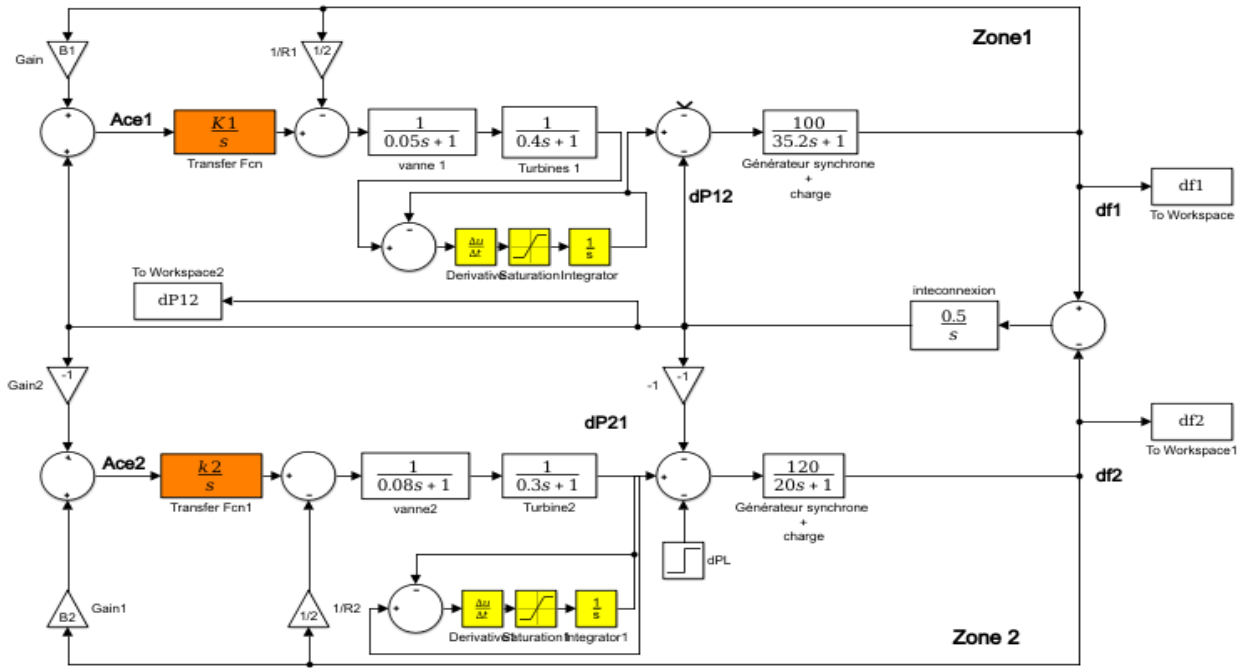 Zone1
B1
Gain
1/R1
1/2
Ace1
K1
s
Transfer Fcn
1
0.05s + 1
vanne 1
1
0.4s + 1
Turbines 1
100
35.2s + 1
Générateur synchrone
+
charge
df1
To Workspace
df1
dP12
Δu
Δt
Derivative
Saturation
1
s
Integrator
To Workspace2
dP12
inteconnexion
0.5
s
-1
Gain2
-1
-1
dP21
df2
To Workspace1
df2
Ace2
k2
s
Transfer Fcn1
1
0.08s + 1
vanne2
1
0.3s + 1
Turbine2
120
20s + 1
Générateur synchrone
+
charge
dPL
B2
Gain1
1/2
1/R2
Δu
Δt
Derivative1
Saturation1
1
s
Integrator1
Zone 2